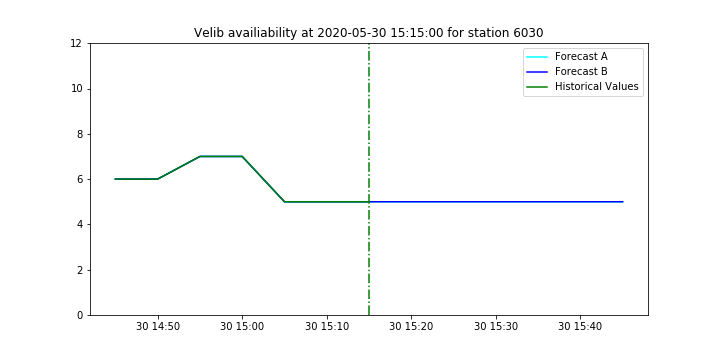 Velib availiability at 2020-05-30 15:15:00 for station 6030
12
10
8
6
4
2
0
Forecast A
Forecast B
Historical Values
30 14:50 30 15:00 30 15:10 30 15:20 30 15:30 30 15:40